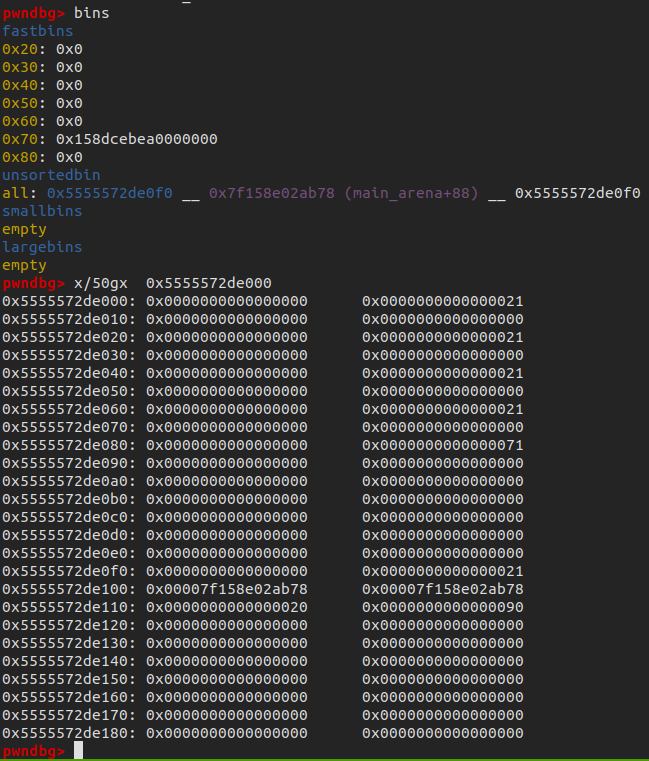 pwndbg> bins
fastbins
0x20: 0x0
0x30: 0x0
0x40: 0x0
0x50: 0x0
0x60: 0x0
0x70: 0x158dcebea0000000
0x80: 0x0
unsortedbin
all: 0x5555572de0f0 __ 0x7f158e02ab78 (main_arena+88) __ 0x5555572de0f0
smallbins
empty
largebins
empty
pwndbg> x/50gx  0x5555572de000
0x5555572de000: 0x0000000000000000 0x0000000000000021
0x5555572de010: 0x0000000000000000 0x0000000000000000
0x5555572de020: 0x0000000000000000 0x0000000000000021
0x5555572de030: 0x0000000000000000 0x0000000000000000
0x5555572de040: 0x0000000000000000 0x0000000000000021
0x5555572de050: 0x0000000000000000 0x0000000000000000
0x5555572de060: 0x0000000000000000 0x0000000000000021
0x5555572de070: 0x0000000000000000 0x0000000000000000
0x5555572de080: 0x0000000000000000 0x0000000000000071
0x5555572de090: 0x0000000000000000 0x0000000000000000
0x5555572de0a0: 0x0000000000000000 0x0000000000000000
0x5555572de0b0: 0x0000000000000000 0x0000000000000000
0x5555572de0c0: 0x0000000000000000 0x0000000000000000
0x5555572de0d0: 0x0000000000000000 0x0000000000000000
0x5555572de0e0: 0x0000000000000000 0x0000000000000000
0x5555572de0f0: 0x0000000000000000 0x0000000000000021
0x5555572de100: 0x00007f158e02ab78 0x00007f158e02ab78
0x5555572de110: 0x0000000000000020 0x0000000000000090
0x5555572de120: 0x0000000000000000 0x0000000000000000
0x5555572de130: 0x0000000000000000 0x0000000000000000
0x5555572de140: 0x0000000000000000 0x0000000000000000
0x5555572de150: 0x0000000000000000 0x0000000000000000
0x5555572de160: 0x0000000000000000 0x0000000000000000
0x5555572de170: 0x0000000000000000 0x0000000000000000
0x5555572de180: 0x0000000000000000 0x0000000000000000
pwndbg>